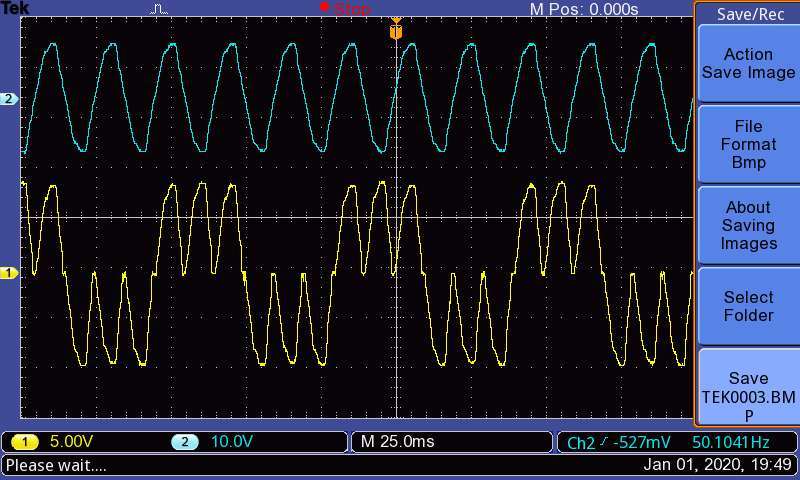 Tek
Stop
M Pos: 0.000s
T
2
1
Save/Rec
Action
Save Image
File
Format
Bmp
About
Saving
Images
Select
Folder
Save
TEK0003.BM
P
1 5.00V
2 10.0V
M 25.0ms
Ch2 -527mV 50.1041Hz
Please wait....
Jan 01, 2020, 19:49